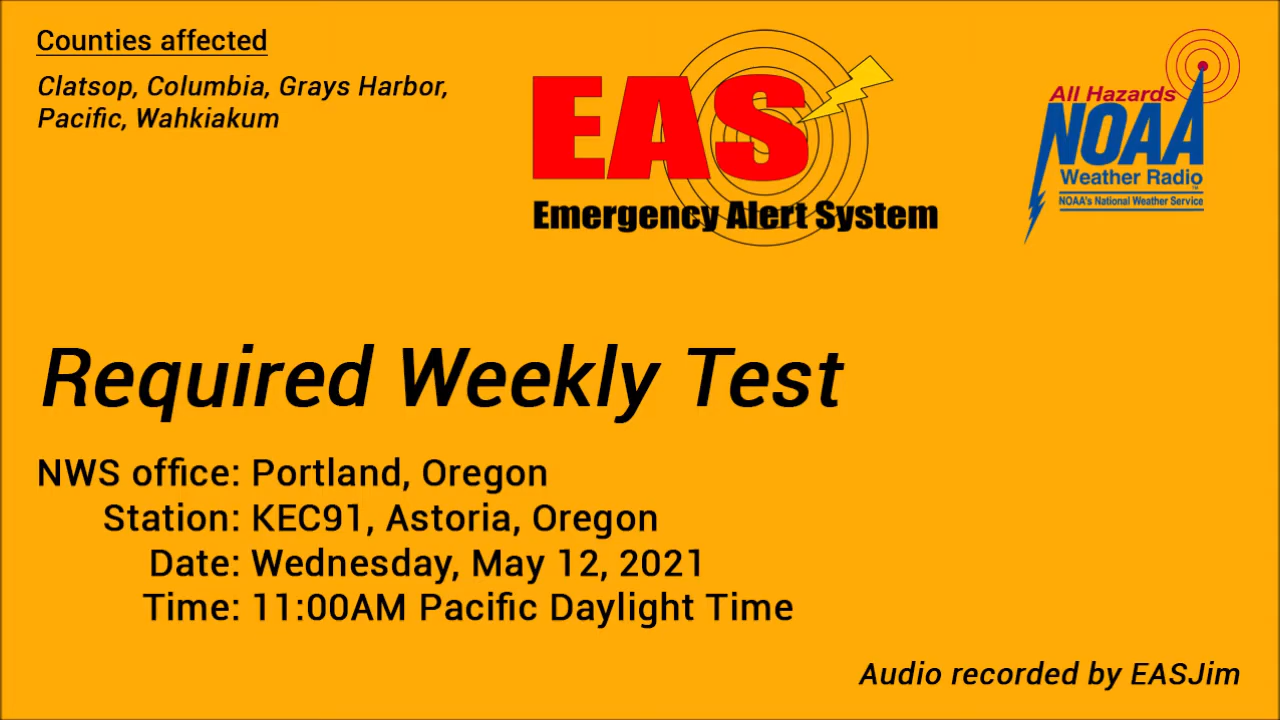 Counties affected
Clatsop, Columbia, Grays Harbor,
Pacific, Wahkiakum
EAS
Emergency Alert System
All Hazards
NOAA
Weather Radio
TM
NOAA's National Weather Service
Required Weekly Test
NWS office: Portland, Oregon
Station: KEC91, Astoria, Oregon
Date: Wednesday, May 12, 2021
Time: 11:00AM Pacific Daylight Time
Audio recorded by EASJim